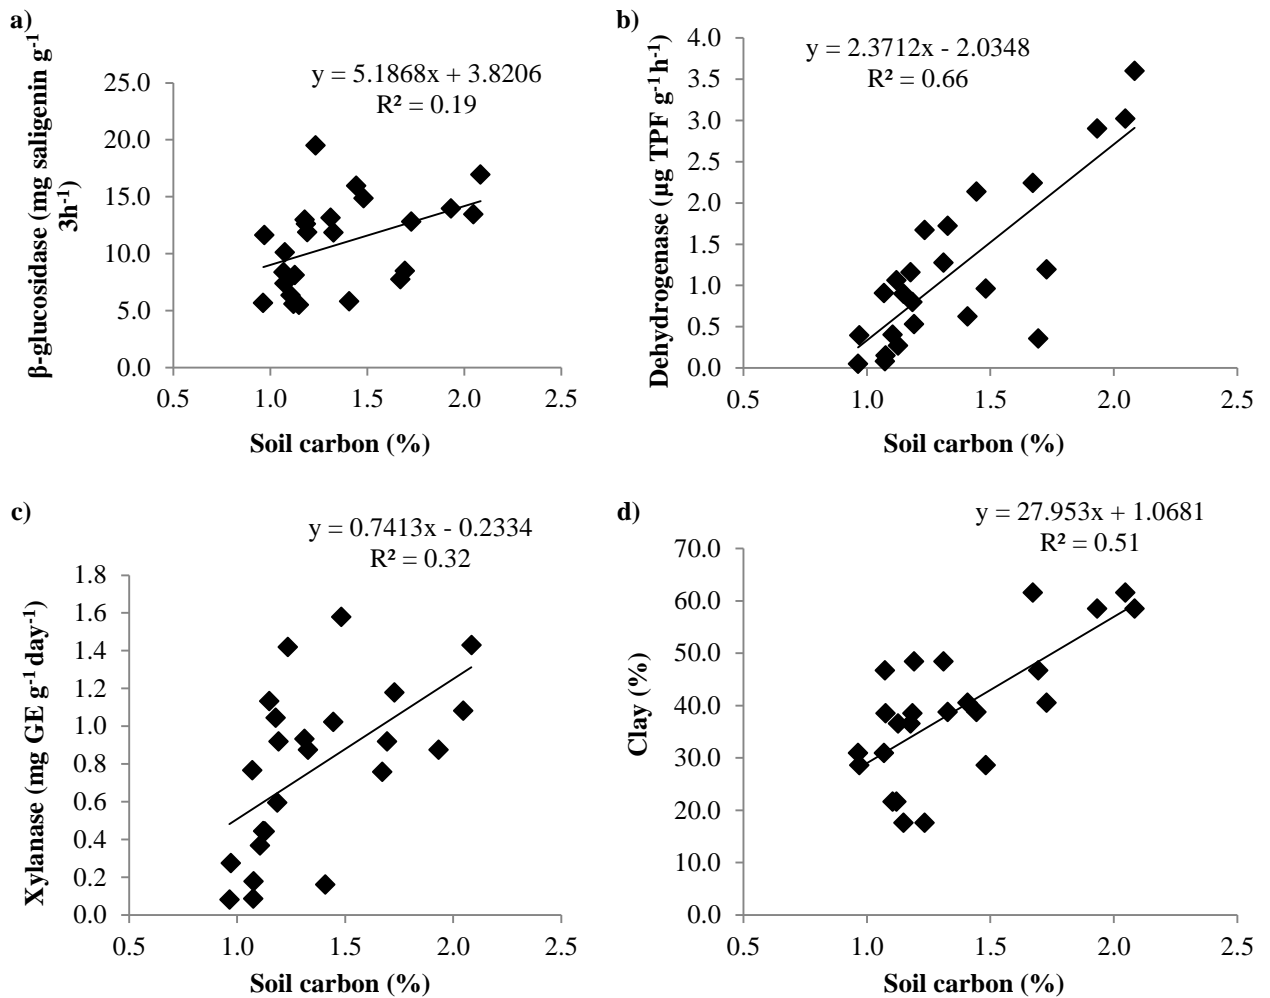 a)
β-glucosidase (mg saligenin g⁻¹
3h⁻¹)
y = 5.1868x + 3.8206
R² = 0.19
25.0
20.0
15.0
10.0
5.0
0.0
0.5 1.0 1.5 2.0 2.5
Soil carbon (%)
b)
Dehydrogenase (µg TPF g⁻¹h⁻¹)
y = 2.3712x - 2.0348
R² = 0.66
4.0
3.5
3.0
2.5
2.0
1.5
1.0
0.5
0.0
0.5 1.0 1.5 2.0 2.5
Soil carbon (%)
c)
Xylanase (mg GE g⁻¹ day⁻¹)
y = 0.7413x - 0.2334
R² = 0.32
1.8
1.6
1.4
1.2
1.0
0.8
0.6
0.4
0.2
0.0
0.5 1.0 1.5 2.0 2.5
Soil carbon (%)
d)
Clay (%)
y = 27.953x + 1.0681
R² = 0.51
70.0
60.0
50.0
40.0
30.0
20.0
10.0
0.0
0.5 1.0 1.5 2.0 2.5
Soil carbon (%)